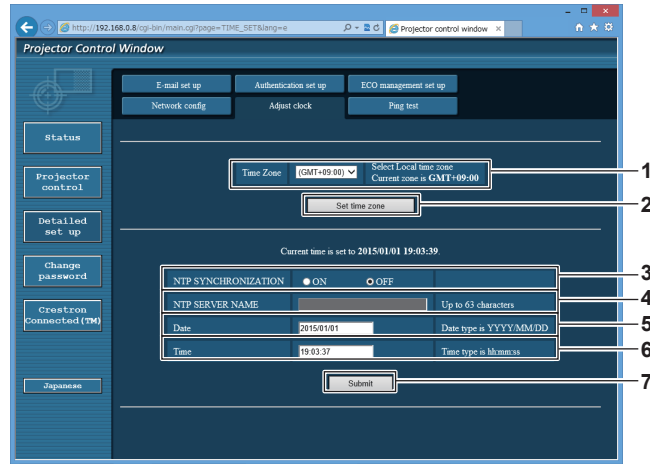 http://192.168.0.8/cgi-bin/main.cgi?page=TIME_SET&lang=e
Projector control window
Projector Control Window
E-mail set up
Authentication set up
ECO management set up
Network config
Adjust clock
Ping test
Status
Projector
control
Detailed
set up
Change
password
Crestron
Connected(TM)
Japanese
Time Zone
(GMT+09:00)
Select Local time zone
Current zone is GMT+09:00
1
Set time zone
2
Current time is set to 2015/01/01 19:03:39.
NTP SYNCHRONIZATION ON OFF
3
NTP SERVER NAME Up to 63 characters
4
Date 2015/01/01 Date type is YYYY/MM/DD
5
Time 19:03:37 Time type is hh:mm:ss
6
Submit
7